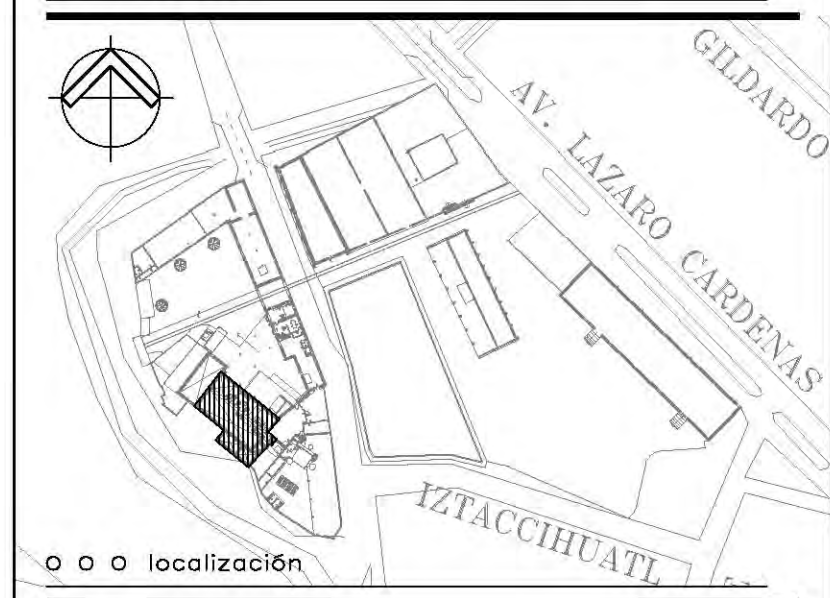 GILDARDO
AV. LAZARO CARDENAS
IZTACCIHUATL
o o o localización